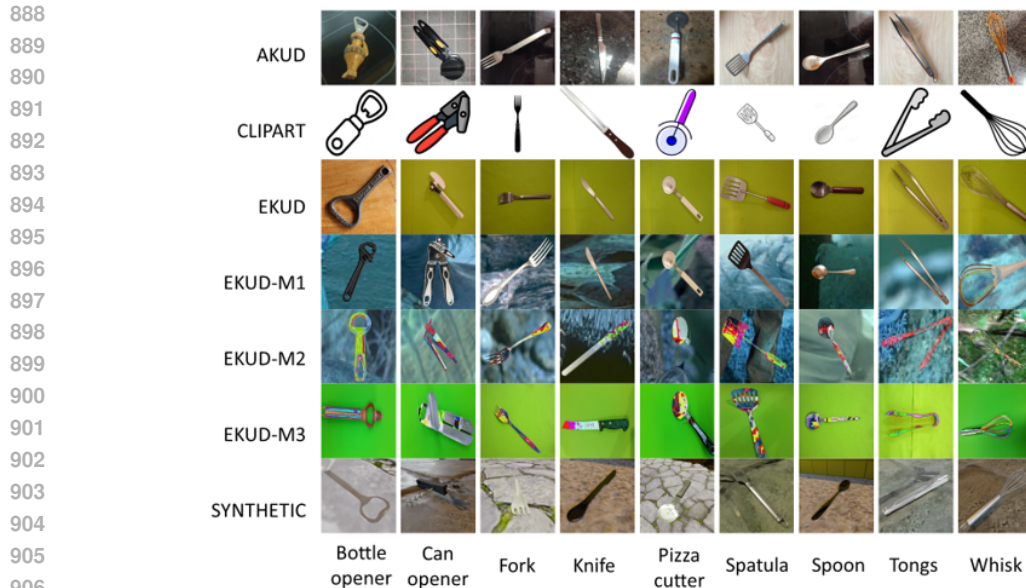 888
889
AKUD
890
891
CLIPART
892
893
894
EKUD
895
896
EKUD-M1
897
898
EKUD-M2
899
900
EKUD-M3
901
902
903
SYNTHETIC
904
905
Bottle opener
Can opener
Fork
Knife
Pizza cutter
Spatula
Spoon
Tongs
Whisk
906